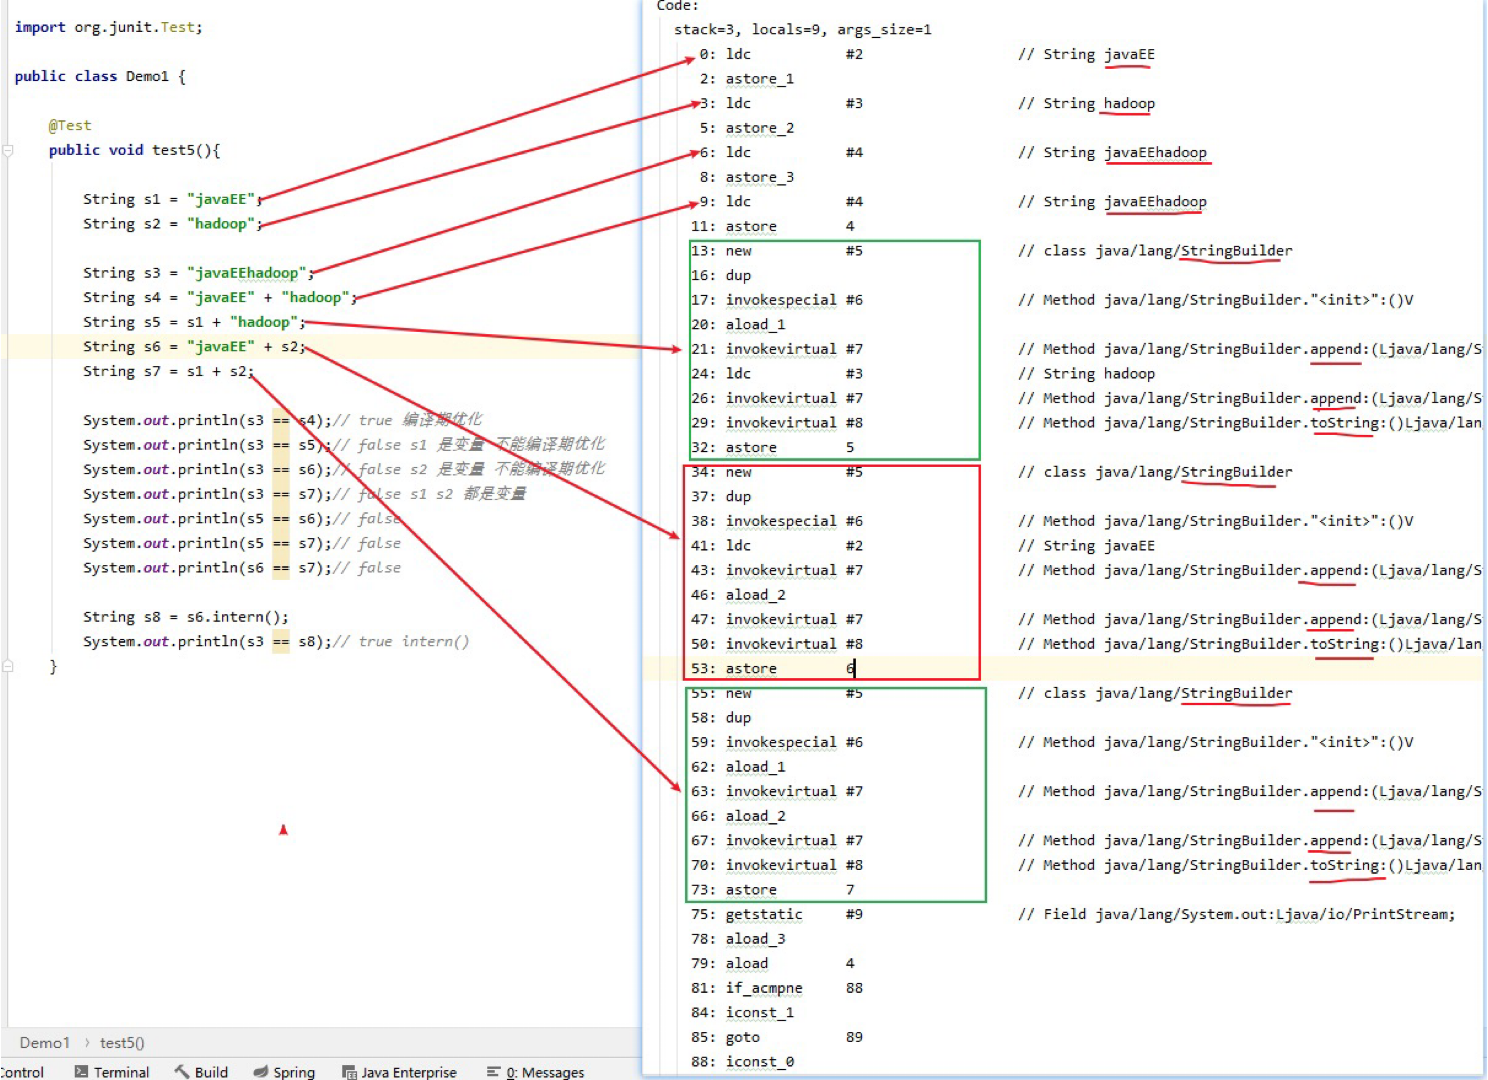 import org.junit.Test;
public class Demo1 {
@Test
public void test5(){
String s1 = "javaEE";
String s2 = "hadoop";
String s3 = "javaEEhadoop";
String s4 = "javaEE" + "hadoop";
String s5 = s1 + "hadoop";
String s6 = "javaEE" + s2;
String s7 = s1 + s2;
System.out.println(s3 == s4);// true 编译期优化
System.out.println(s3 == s5);// false s1 是变量 不能编译期优化
System.out.println(s3 == s6);// false s2 是变量 不能编译期优化
System.out.println(s3 == s7);// false s1 s2 都是变量
System.out.println(s5 == s6);// false
System.out.println(s5 == s7);// false
System.out.println(s6 == s7);// false
String s8 = s6.intern();
System.out.println(s3 == s8);// true intern()
}
Demo1 › test5()
ontrol Terminal Build Spring Java Enterprise 0: Messages
Code:
stack=3, locals=9, args_size=1
0: ldc #2 // String javaEE
2: astore_1
3: ldc #3 // String hadoop
5: astore_2
6: ldc #4 // String javaEEhadoop
8: astore_3
9: ldc #4 // String javaEEhadoop
11: astore 4
13: new #5 // class java/lang/StringBuilder
16: dup
17: invokespecial #6 // Method java/lang/StringBuilder."<init>":()V
20: aload_1
21: invokevirtual #7 // Method java/lang/StringBuilder.append:(Ljava/lang/S
24: ldc #3 // String hadoop
26: invokevirtual #7 // Method java/lang/StringBuilder.append:(Ljava/lang/S
29: invokevirtual #8 // Method java/lang/StringBuilder.toString:()Ljava/lan
32: astore 5
34: new #5 // class java/lang/StringBuilder
37: dup
38: invokespecial #6 // Method java/lang/StringBuilder."<init>":()V
41: ldc #2 // String javaEE
43: invokevirtual #7 // Method java/lang/StringBuilder.append:(Ljava/lang/S
46: aload_2
47: invokevirtual #7 // Method java/lang/StringBuilder.append:(Ljava/lang/S
50: invokevirtual #8 // Method java/lang/StringBuilder.toString:()Ljava/lan
53: astore 6
55: new #5 // class java/lang/StringBuilder
58: dup
59: invokespecial #6 // Method java/lang/StringBuilder."<init>":()V
62: aload_1
63: invokevirtual #7 // Method java/lang/StringBuilder.append:(Ljava/lang/S
66: aload_2
67: invokevirtual #7 // Method java/lang/StringBuilder.append:(Ljava/lang/S
70: invokevirtual #8 // Method java/lang/StringBuilder.toString:()Ljava/lan
73: astore 7
75: getstatic #9 // Field java/lang/System.out:Ljava/io/PrintStream;
78: aload_3
79: aload 4
81: if_acmpne 88
84: iconst_1
85: goto 89
88: iconst_0